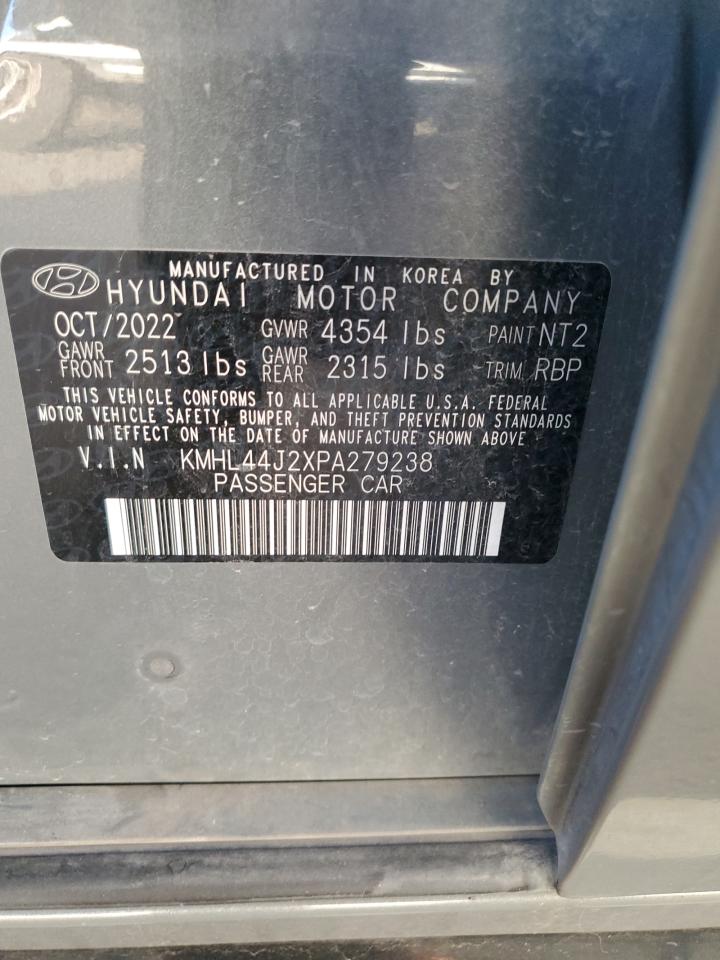 MANUFACTURED IN KOREA BY
HYUNDAI MOTOR COMPANY
OCT/2022 GVWR 4354 lbs PAINT NT2
GAWR FRONT 2513 lbs GAWR REAR 2315 lbs TRIM RBP
THIS VEHICLE CONFORMS TO ALL APPLICABLE U.S.A. FEDERAL
MOTOR VEHICLE SAFETY, BUMPER, AND THEFT PREVENTION STANDARDS
IN EFFECT ON THE DATE OF MANUFACTURE SHOWN ABOVE
V.I.N KMHL44J2XPA279238
PASSENGER CAR